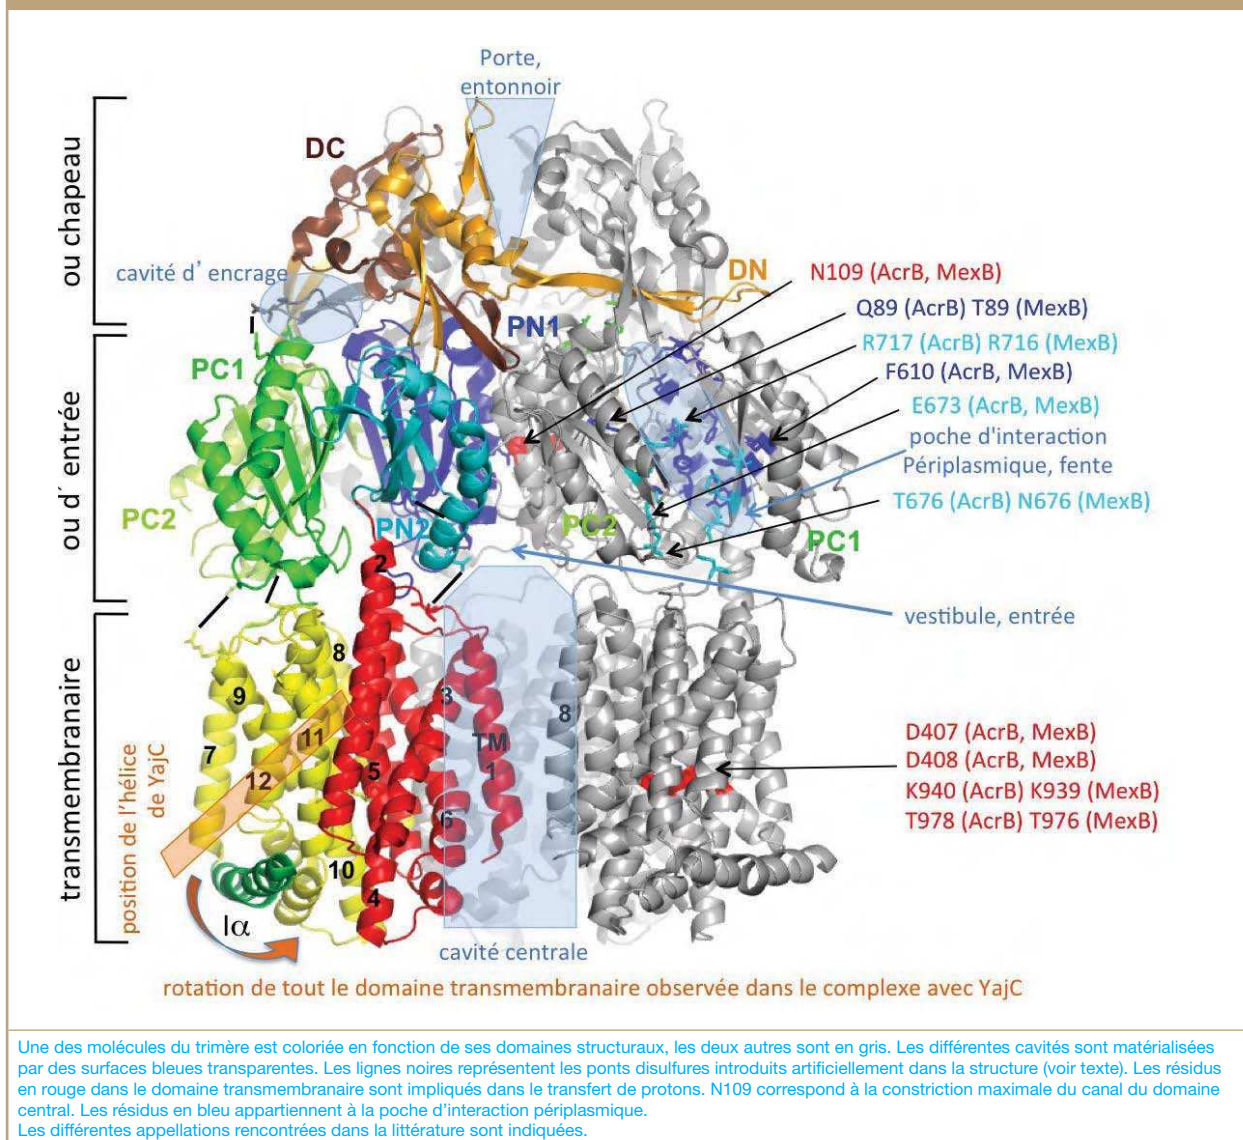 Porte,
entonnoir
DC
ou chapeau
cavité d' encrage
DN
N109 (AcrB, MexB)
Q89 (AcrB) T89 (MexB)
PN1
R717 (AcrB) R716 (MexB)
I
PC1
F610 (AcrB, MexB)
E673 (AcrB, MexB)
poche d'interaction
Périplasmique, fente
ou d' entrée
T676 (AcrB) N676 (MexB)
PC2
PN2
PC2
PC1
2
vestibule, entrée
transmembranaire
8
9
3
8
7
11
TM
1
12
5
D407 (AcrB, MexB)
D408 (AcrB, MexB)
K940 (AcrB) K939 (MexB)
T978 (AcrB) T976 (MexB)
6
10
4
Iα
position de l'hélice
de YajC
cavité centrale
rotation de tout le domaine transmembranaire observée dans le complexe avec YajC
Une des molécules du trimère est coloriée en fonction de ses domaines structuraux, les deux autres sont en gris. Les différentes cavités sont matérialisées
par des surfaces bleues transparentes. Les lignes noires représentent les ponts disulfures introduits artificiellement dans la structure (voir texte). Les résidus
en rouge dans le domaine transmembranaire sont impliqués dans le transfert de protons. N109 correspond à la constriction maximale du canal du domaine
central. Les résidus en bleu appartiennent à la poche d'interaction périplasmique.
Les différentes appellations rencontrées dans la littérature sont indiquées.